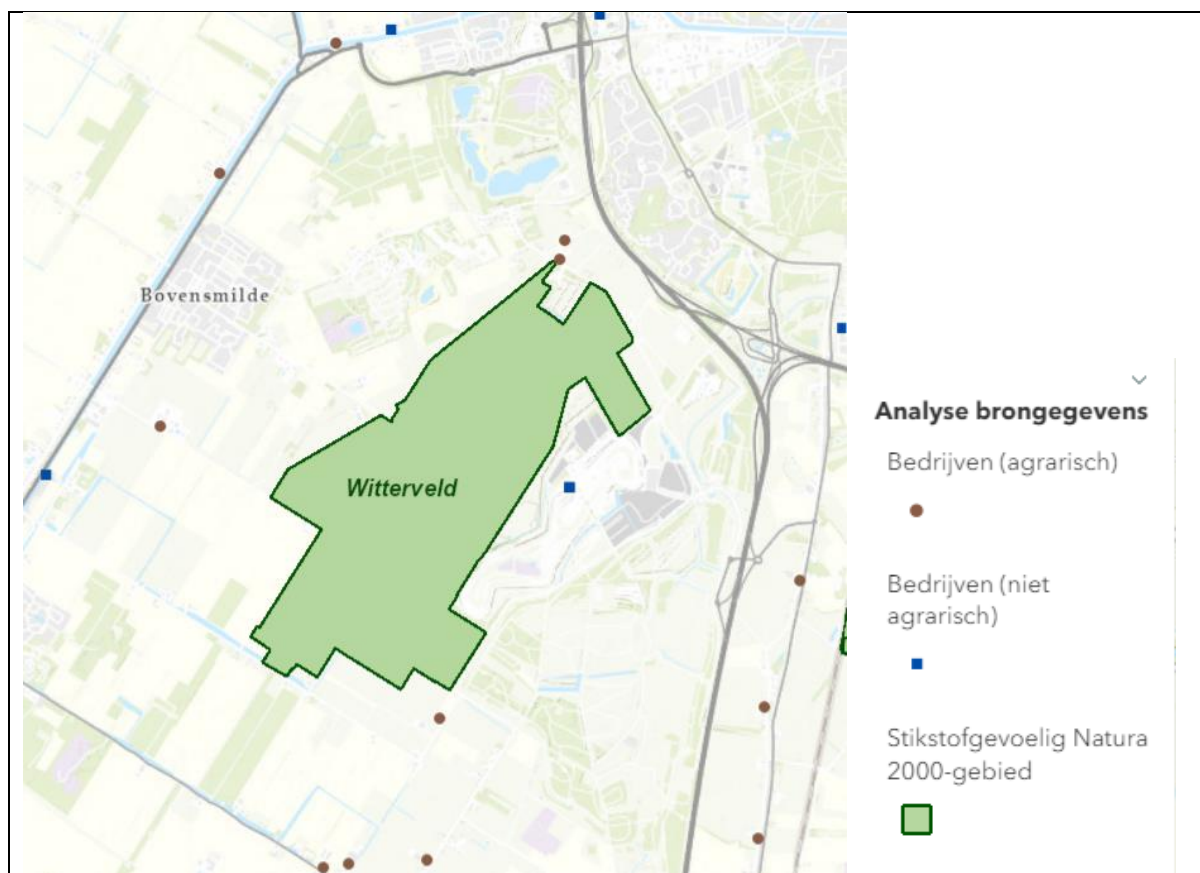 Bovensmilde
Witterveld
Analyse brongegevens
Bedrijven (agrarisch)
Bedrijven (niet
agrarisch)
Stikstofgevoelig Natura
2000-gebied